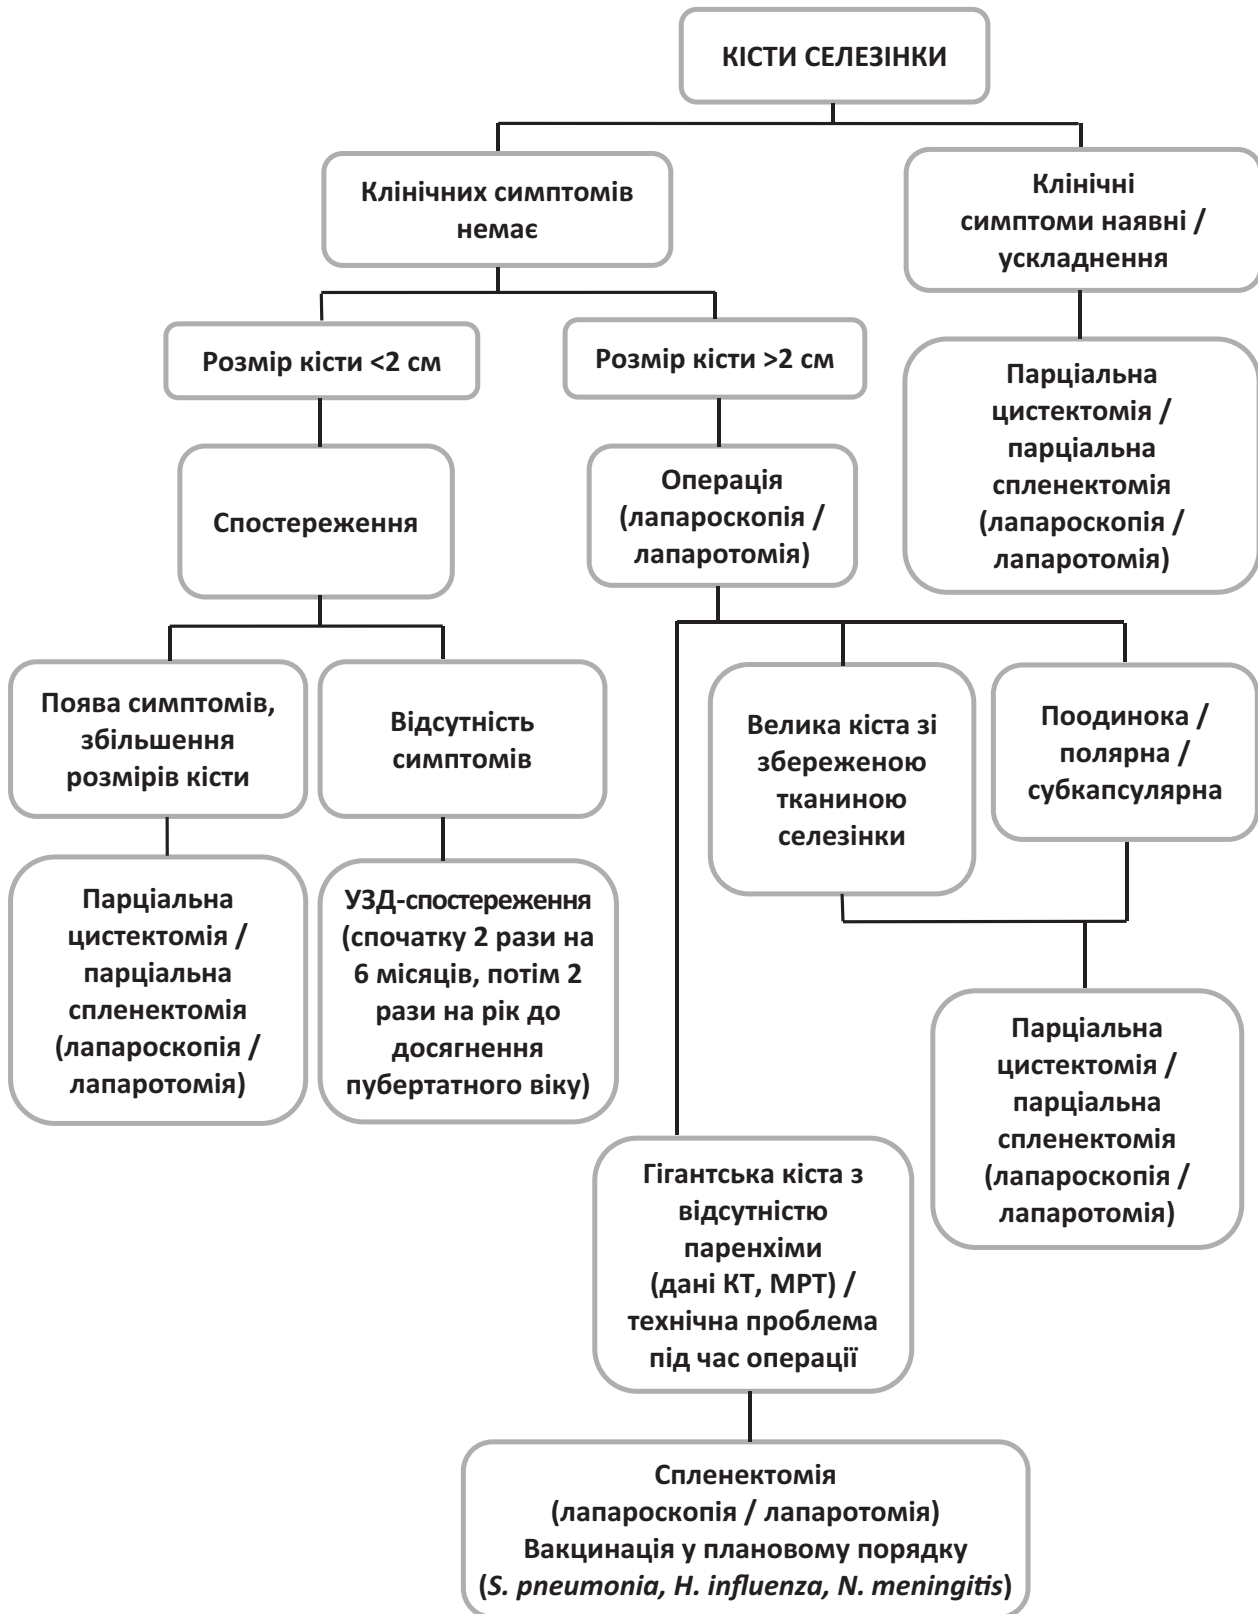 КІСТИ СЕЛЕЗІНКИ
Клінічних симптомів
немає
Клінічні
симптоми наявні /
ускладнення
Розмір кісти <2 см
Розмір кісти >2 см
Парціальна
цистектомія /
парціальна
спленектомія
(лапароскопія /
лапаротомія)
Спостереження
Операція
(лапароскопія /
лапаротомія)
Поява симптомів,
збільшення
розмірів кісти
Відсутність
симптомів
Велика кіста зі
збереженою
тканиною
селезінки
Поодинока /
полярна /
субкапсулярна
Парціальна
цистектомія /
парціальна
спленектомія
(лапароскопія /
лапаротомія)
УЗД-спостереження
(спочатку 2 рази на
6 місяців, потім 2
рази на рік до
досягнення
пубертатного віку)
Парціальна
цистектомія /
парціальна
спленектомія
(лапароскопія /
лапаротомія)
Гігантська кіста з
відсутністю
паренхіми
(дані КТ, МРТ) /
технічна проблема
під час операції
Спленектомія
(лапароскопія / лапаротомія)
Вакцинація у плановому порядку
(S. pneumonia, H. influenza, N. meningitis)